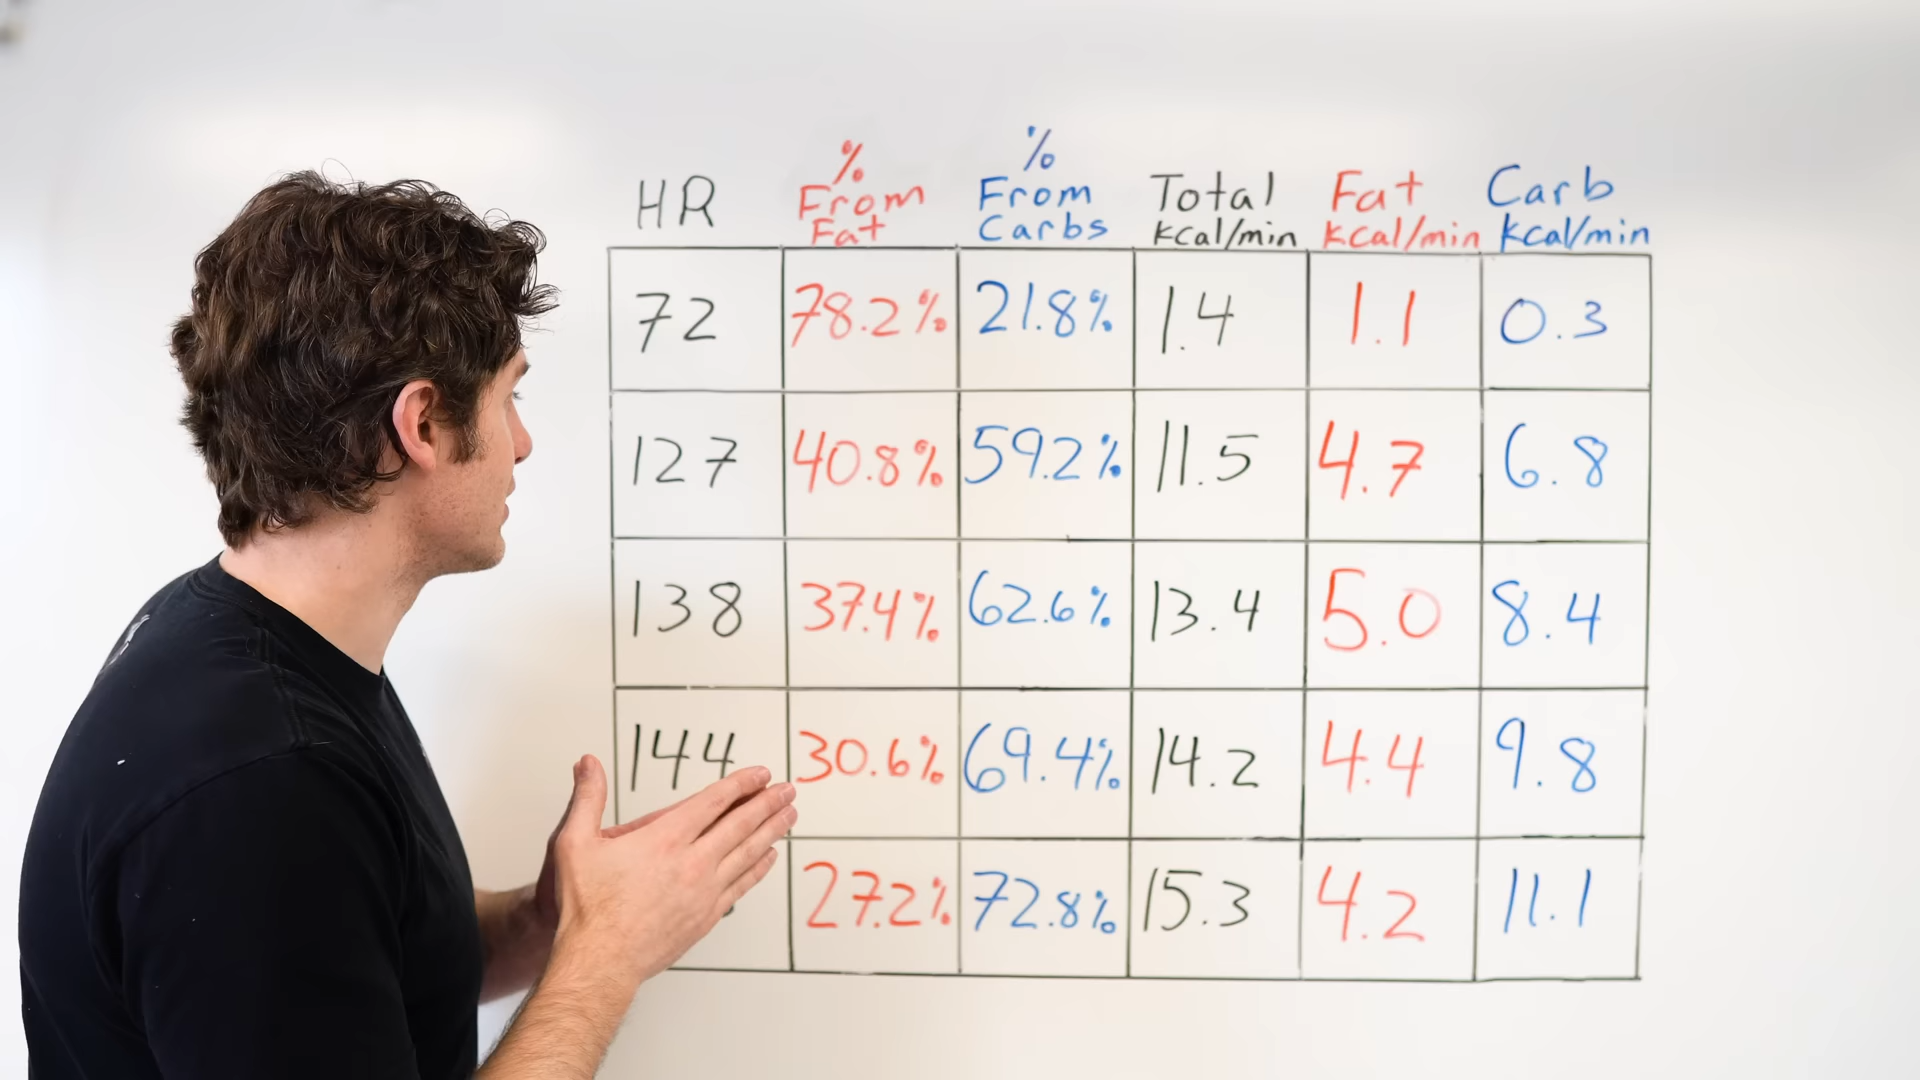 HR % From Fat % From Carbs Total kcal/min Fat kcal/min Carb kcal/min
72 78.2% 21.8% 1.4 1.1 0.3
127 40.8% 59.2% 11.5 4.7 6.8
138 37.4% 62.6% 13.4 5.0 8.4
144 30.6% 69.4% 14.2 4.4 9.8
27.2% 72.8% 15.3 4.2 11.1